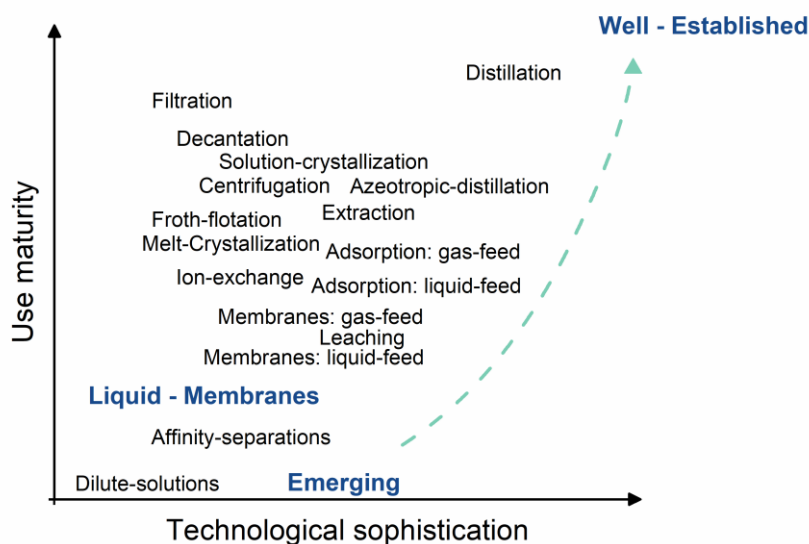 Well - Established
Distillation
Filtration
Decantation
Solution-crystallization
Centrifugation
Azeotropic-distillation
Extraction
Froth-flotation
Melt-Crystallization
Adsorption: gas-feed
Ion-exchange
Adsorption: liquid-feed
Membranes: gas-feed
Leaching
Membranes: liquid-feed
Liquid - Membranes
Affinity-separations
Dilute-solutions
Emerging
Use maturity
Technological sophistication